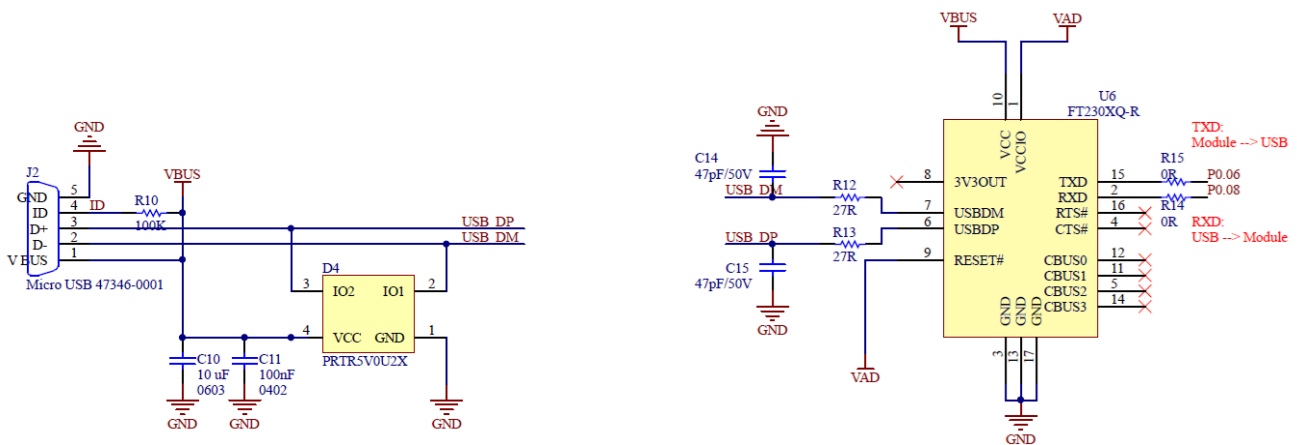 GND
J2
GND 5
ID 4 ID
D+ 3
D- 2
VBUS 1
Micro USB 47346-0001
VBUS
R10
100K
USB_DP
USB_DM
D4
3 IO2 IO1 2
4 VCC GND 1
PRTR5V0U2X
C10
10 uF
0603
C11
100nF
0402
GND
GND
GND
VBUS
VAD
10
1
U6
FT230XQ-R
VCC
VCCIO
GND
C14
47pF/50V
USB_DM
R12
27R
USB_DP
R13
27R
C15
47pF/50V
GND
VAD
8 3V3OUT
7 USBDM
6 USBDP
9 RESET#
TXD 15
RXD 2
RTS# 16
CTS# 4
CBUS0 12
CBUS1 11
CBUS2 5
CBUS3 14
GND
GND
GND
3
13
17
GND
TXD:
Module --> USB
R15
0R
P0.06
P0.08
R14
0R
RXD:
USB --> Module